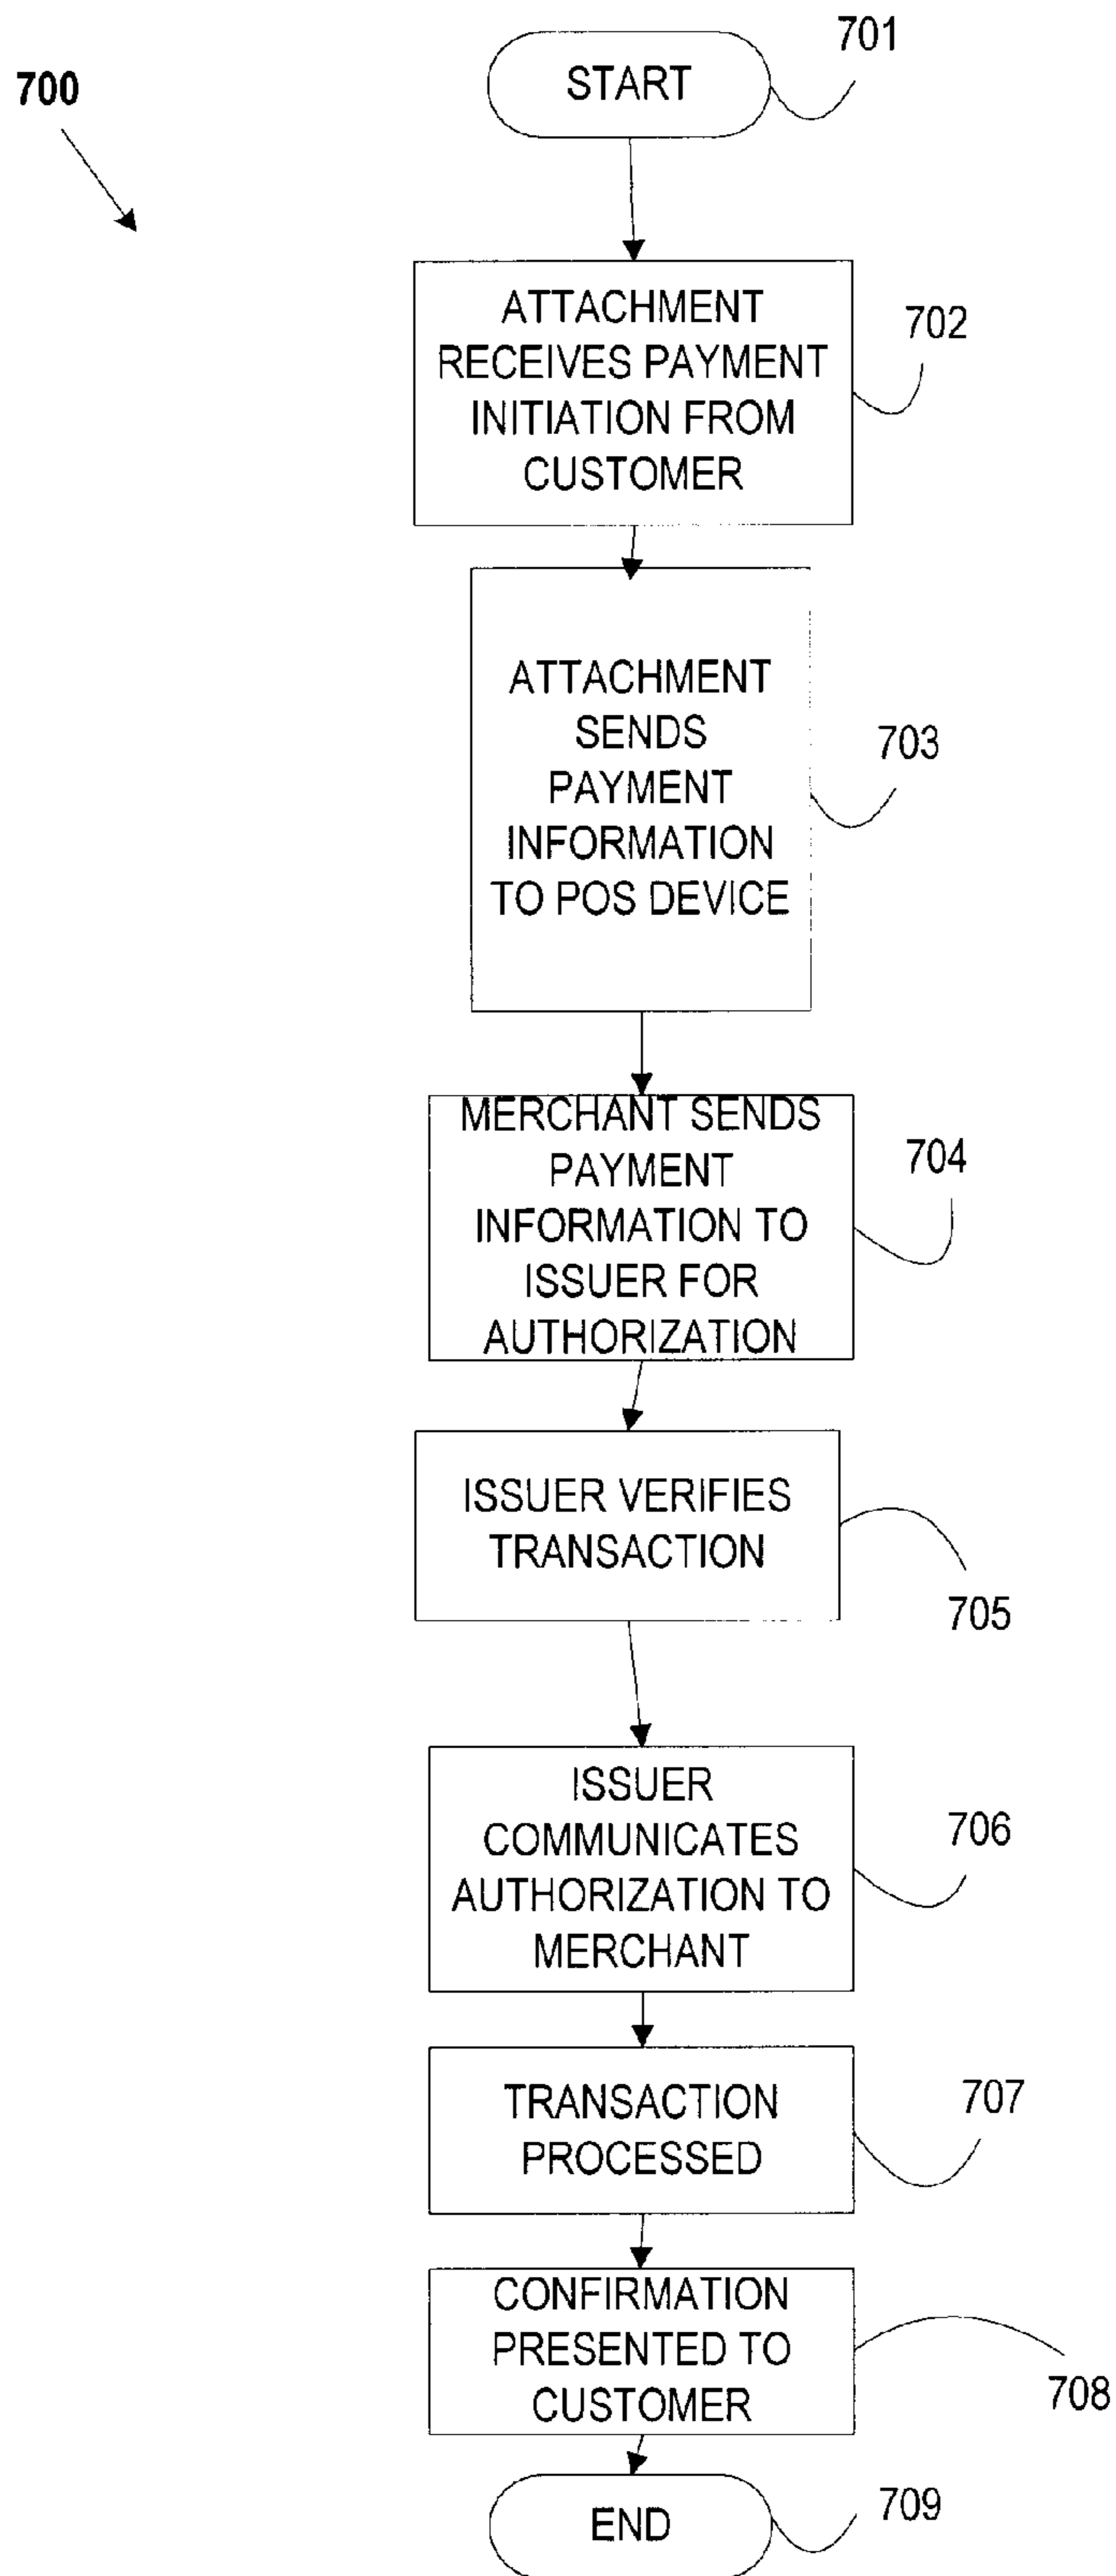 701
START
700
ATTACHMENT
RECEIVES PAYMENT
INITIATION FROM
CUSTOMER
702
ATTACHMENT
SENDS
PAYMENT
INFORMATION
TO POS DEVICE
703
MERCHANT SENDS
PAYMENT
INFORMATION TO
ISSUER FOR
AUTHORIZATION
704
ISSUER VERIFIES
TRANSACTION
705
ISSUER
COMMUNICATES
AUTHORIZATION TO
MERCHANT
706
TRANSACTION
PROCESSED
707
CONFIRMATION
PRESENTED TO
CUSTOMER
708
END
709